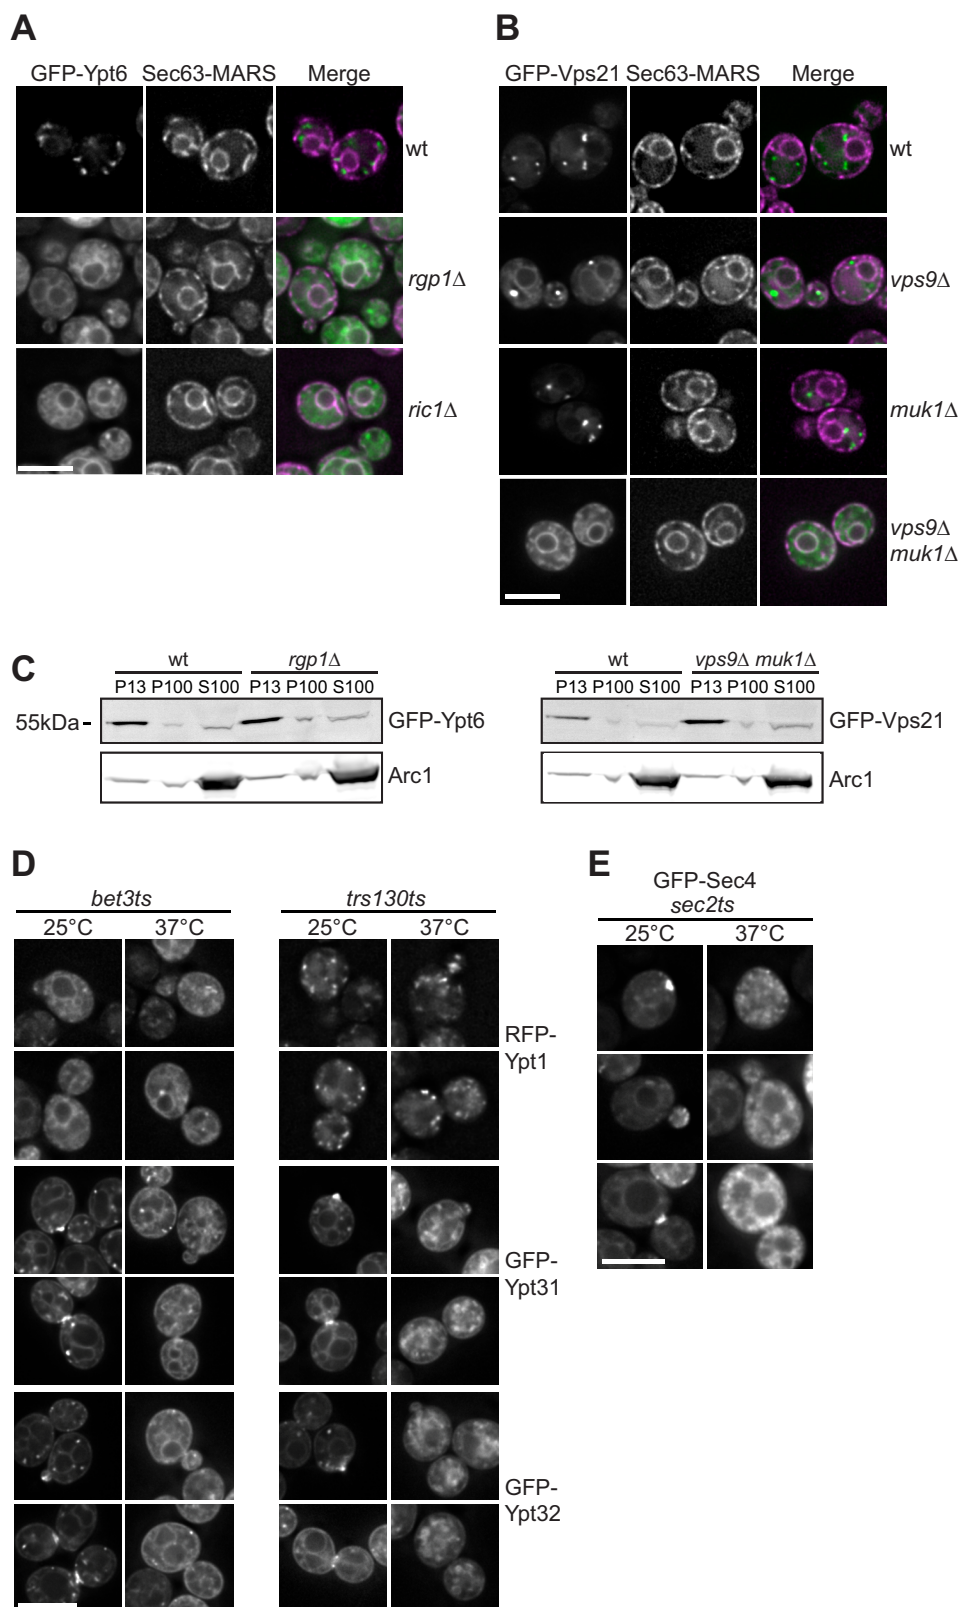 A
GFP-Ypt6 Sec63-MARS Merge
wt
rgp1Δ
ric1Δ
B
GFP-Vps21 Sec63-MARS Merge
wt
vps9Δ
muk1Δ
vps9Δ
muk1Δ
C
wt rgp1Δ
P13 P100 S100 P13 P100 S100
55kDa
GFP-Ypt6
Arc1
wt vps9Δ muk1Δ
P13 P100 S100 P13 P100 S100
GFP-Vps21
Arc1
D
bet3ts trs130ts
25°C 37°C 25°C 37°C
RFP-
Ypt1
GFP-
Ypt31
GFP-
Ypt32
E
GFP-Sec4
sec2ts
25°C 37°C